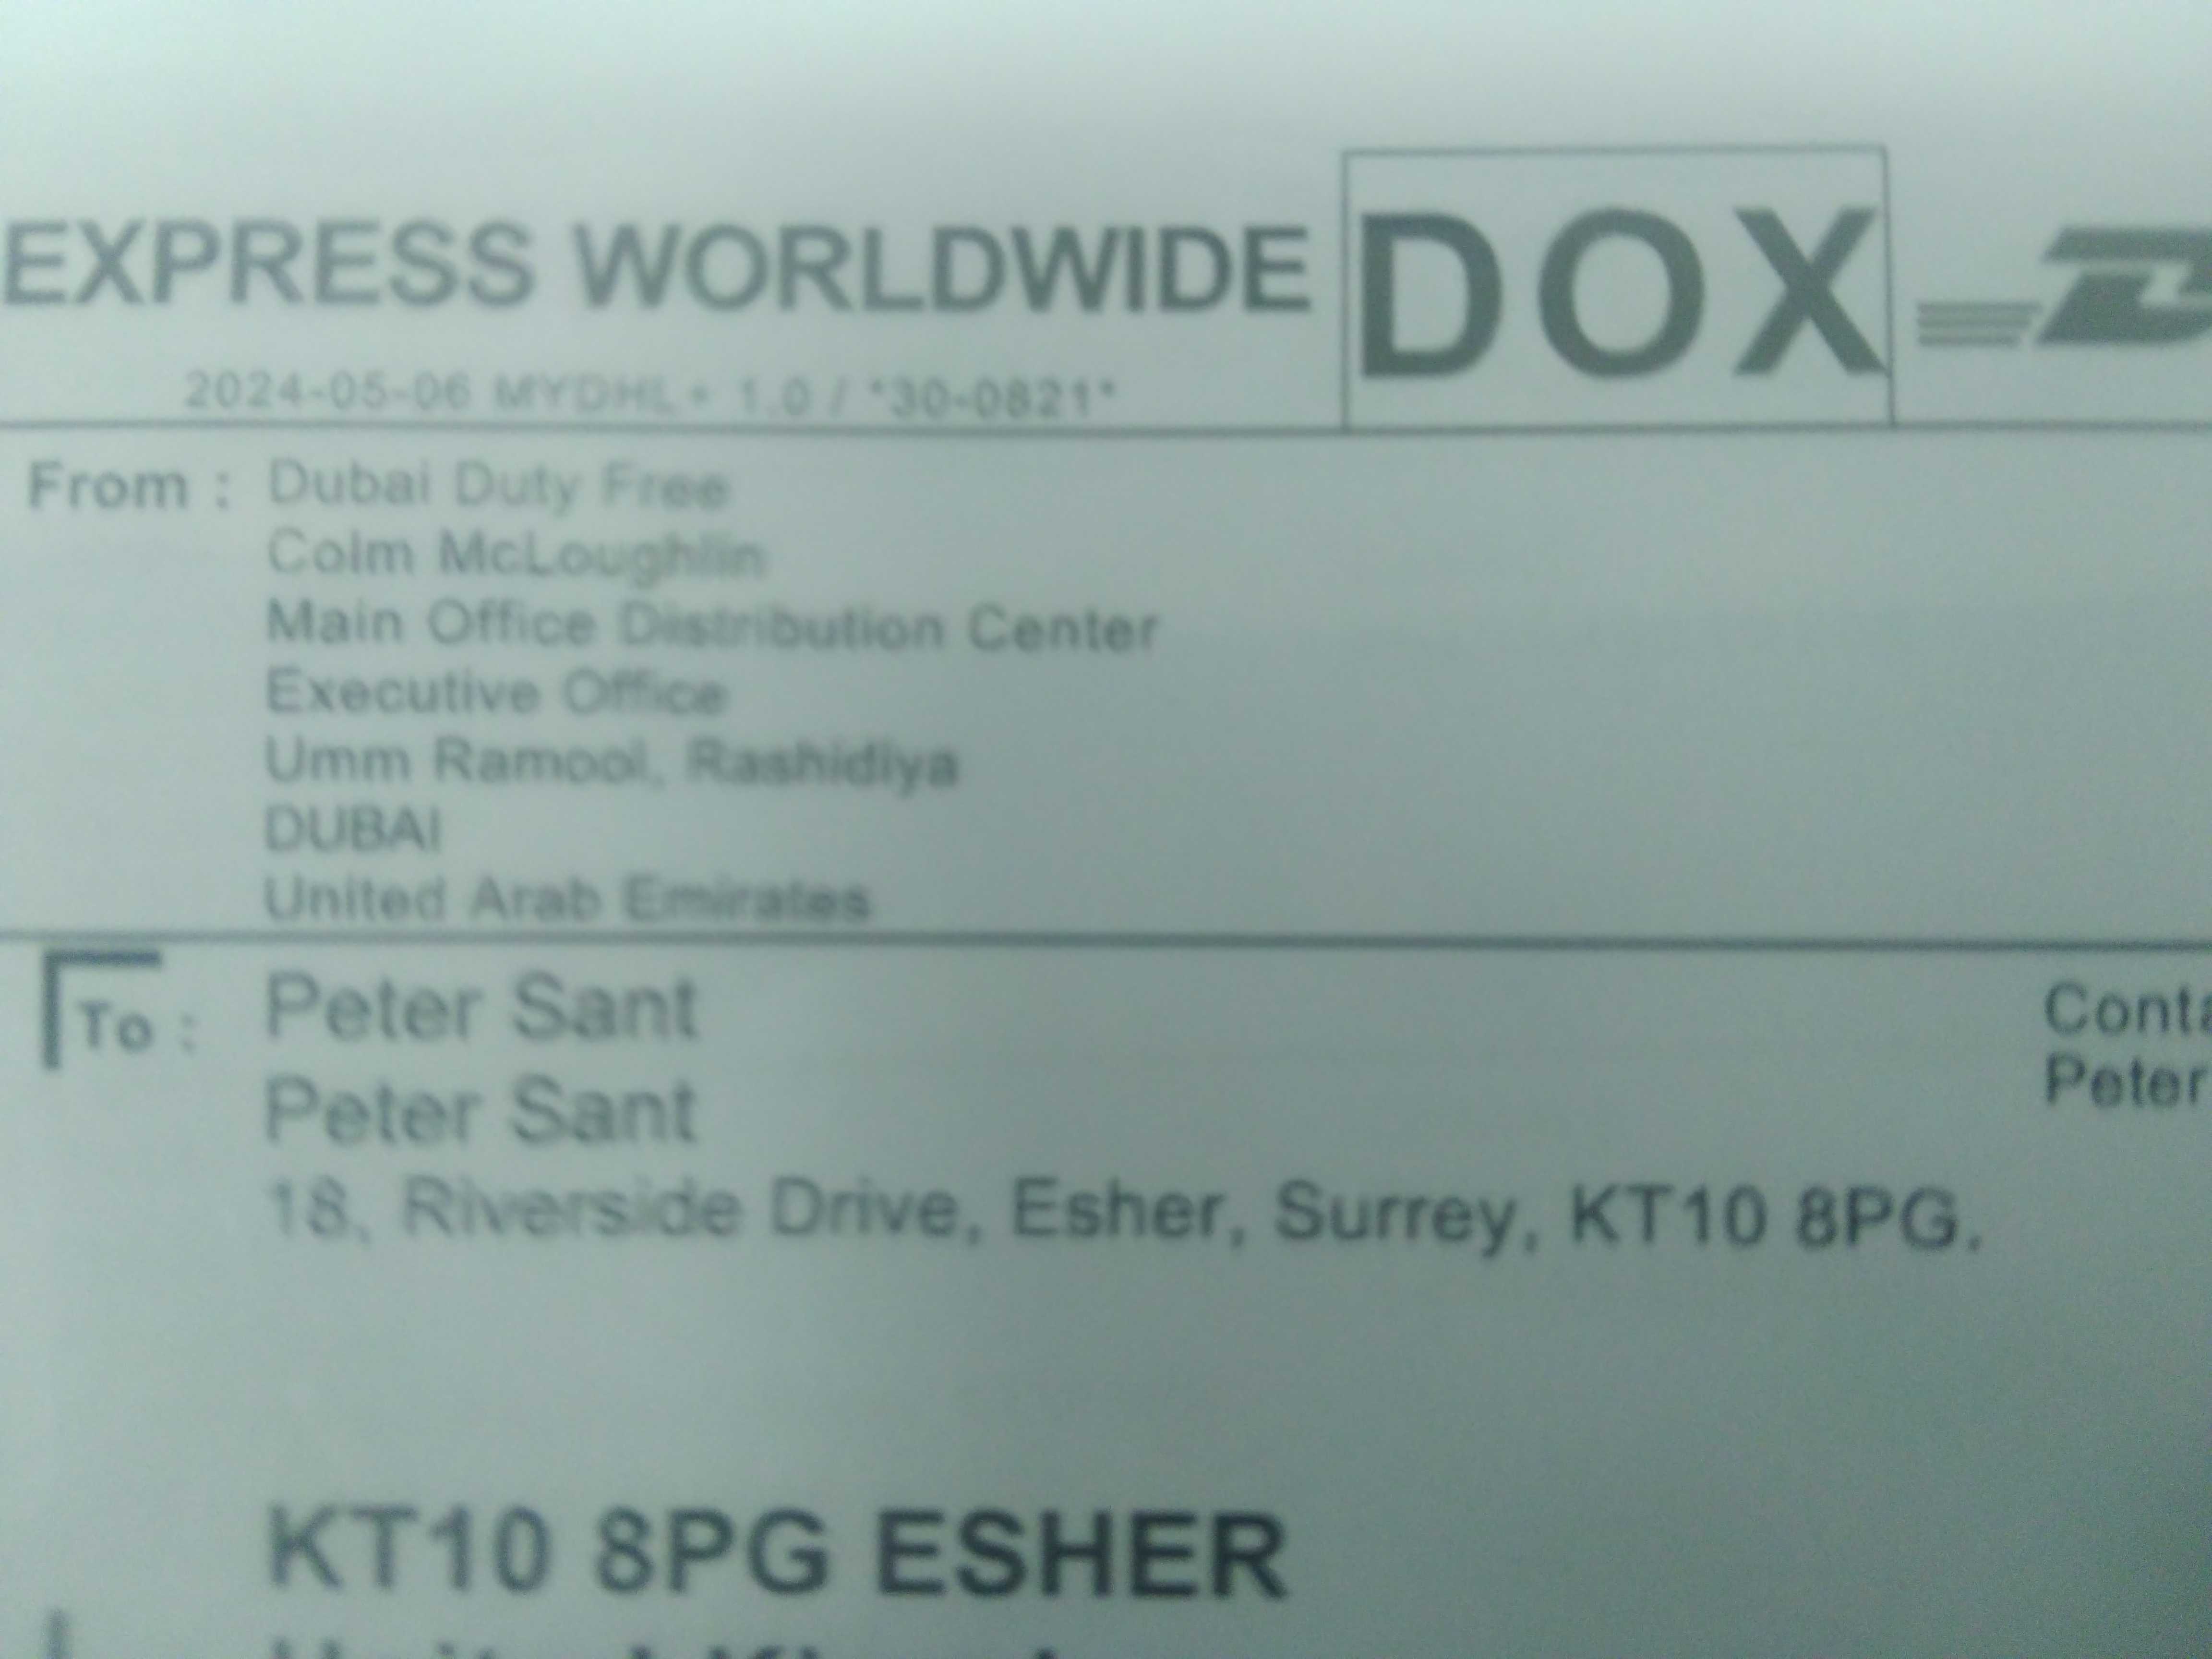 EXPRESS WORLDWIDE DOX
2024-05-06 MYDHL+ 1.0 / *30-0821*
From : Dubai Duty Free
Colm McLoughlin
Main Office Distribution Center
Executive Office
Umm Ramool, Rashidiya
DUBAI
United Arab Emirates
To : Peter Sant
Peter Sant
18, Riverside Drive, Esher, Surrey, KT10 8PG.
Peter
KT10 8PG ESHER